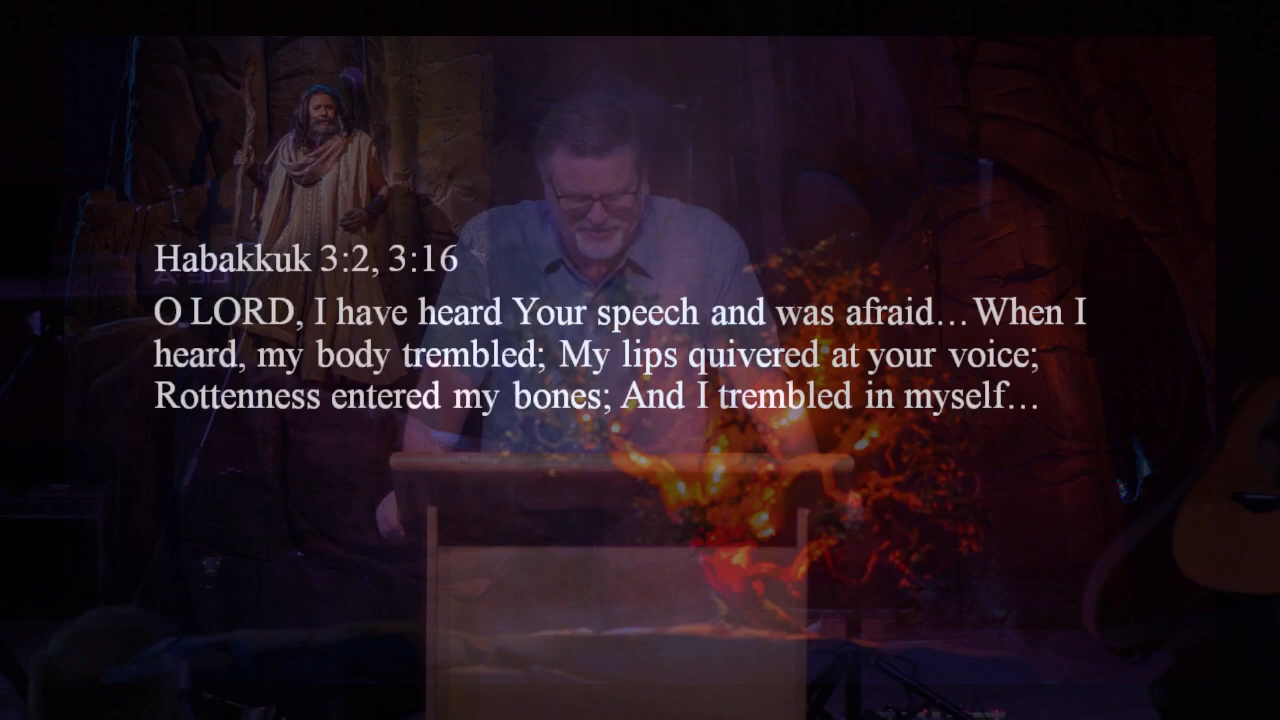 Habakkuk 3:2, 3:16
O LORD, I have heard Your speech and was afraid…When I
heard, my body trembled; My lips quivered at your voice;
Rottenness entered my bones; And I trembled in myself…